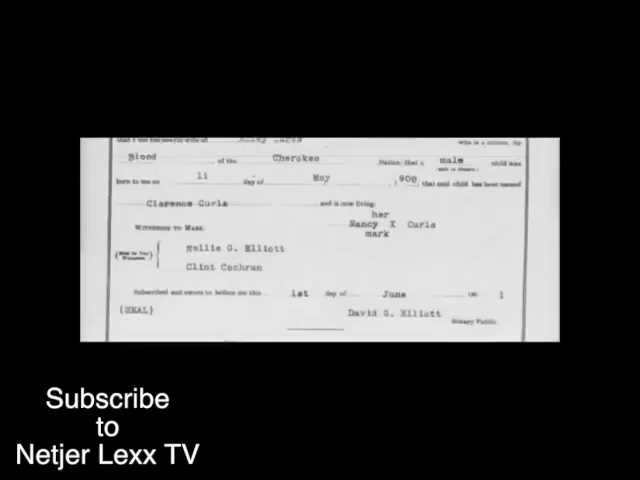 Blood of the Cherokee Nation; that a male child was
born to me on 11 day of May 1900, that said child has been named
Clarence Curls and is now living.
her
Nancy X Curls
mark
WITNESSES TO MARK:
gullie G. Elliott
Clint Cochran
Subscribed and sworn to before me this 1st day of June 190 1
(SEAL)
David G. Elliott
Notary Public.
Subscribe
to
Netjer Lexx TV